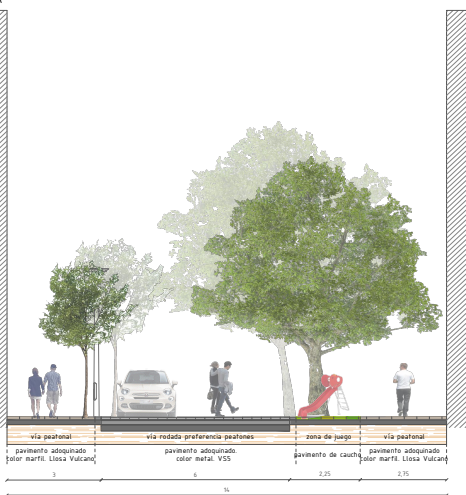 vía peatonal
vía rodada preferencia peatones
zona de juego
vía peatonal
pavimento adoquinado
color marfil. Llosa Vulcano
pavimento adoquinado.
color metal. VS5
pavimento de caucho
pavimento adoquinado
color marfil. Llosa Vulcano
3
6
2,25
2,75
14